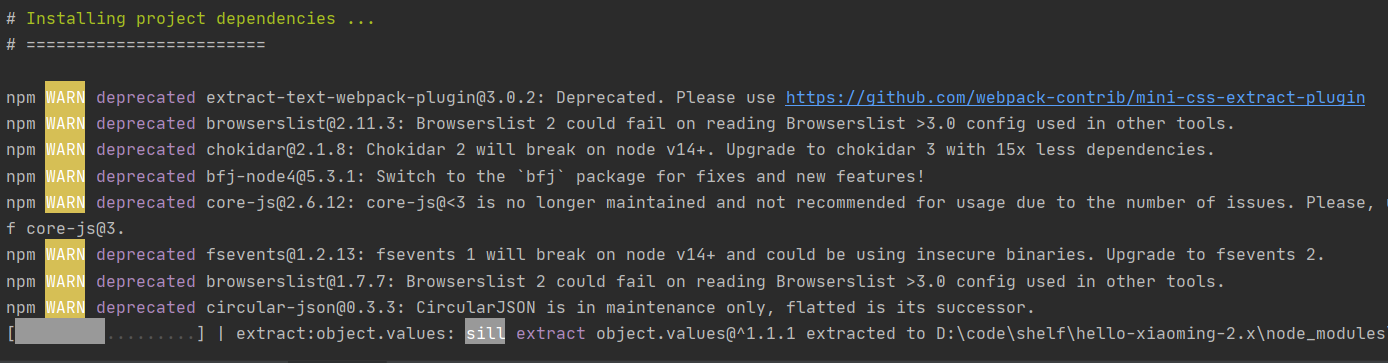 # Installing project dependencies ...
# ========================
npm WARN deprecated extract-text-webpack-plugin@3.0.2: Deprecated. Please use https://github.com/webpack-contrib/mini-css-extract-plugin
npm WARN deprecated browserslist@2.11.3: Browserslist 2 could fail on reading Browserslist >3.0 config used in other tools.
npm WARN deprecated chokidar@2.1.8: Chokidar 2 will break on node v14+. Upgrade to chokidar 3 with 15x less dependencies.
npm WARN deprecated bfj-node4@5.3.1: Switch to the `bfj` package for fixes and new features!
npm WARN deprecated core-js@2.6.12: core-js@<3 is no longer maintained and not recommended for usage due to the number of issues. Please,
f core-js@3.
npm WARN deprecated fsevents@1.2.13: fsevents 1 will break on node v14+ and could be using insecure binaries. Upgrade to fsevents 2.
npm WARN deprecated browserslist@1.7.7: Browserslist 2 could fail on reading Browserslist >3.0 config used in other tools.
npm WARN deprecated circular-json@0.3.3: CircularJSON is in maintenance only, flatted is its successor.
[.........] | extract:object.values: sill extract object.values@^1.1.1 extracted to D:\code\shelf\hello-xiaoming-2.x\node_modules